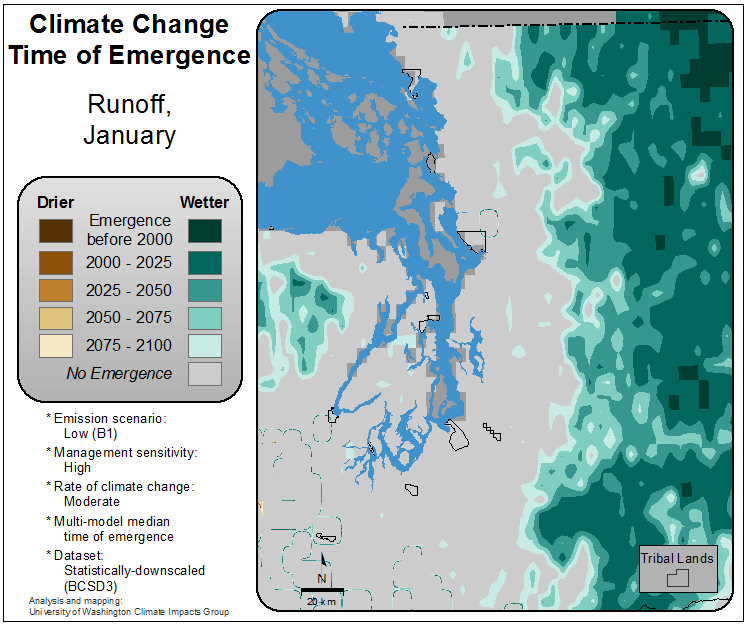 Climate Change
Time of Emergence
Runoff,
January
Drier Wetter
Emergence
before 2000
2000 - 2025
2025 - 2050
2050 - 2075
2075 - 2100
No Emergence
* Emission scenario:
Low (B1)
* Management sensitivity:
High
* Rate of climate change:
Moderate
* Multi-model median
time of emergence
* Dataset:
Statistically-downscaled
(BCSD3)
Analysis and mapping:
University of Washington Climate Impacts Group
N
20 km
Tribal Lands